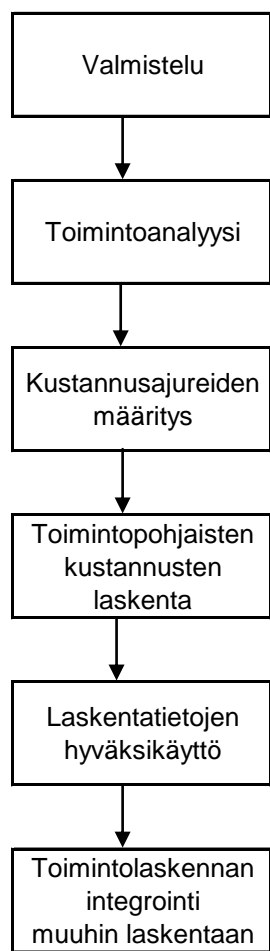 Valmistelu
Toimintoanalyysi
Kustannusajureiden
määritys
Toimintopohjaisten
kustannusten
laskenta
Laskentatietojen
hyväksikäyttö
Toimintolaskennan
integrointi
muuhin laskentaan